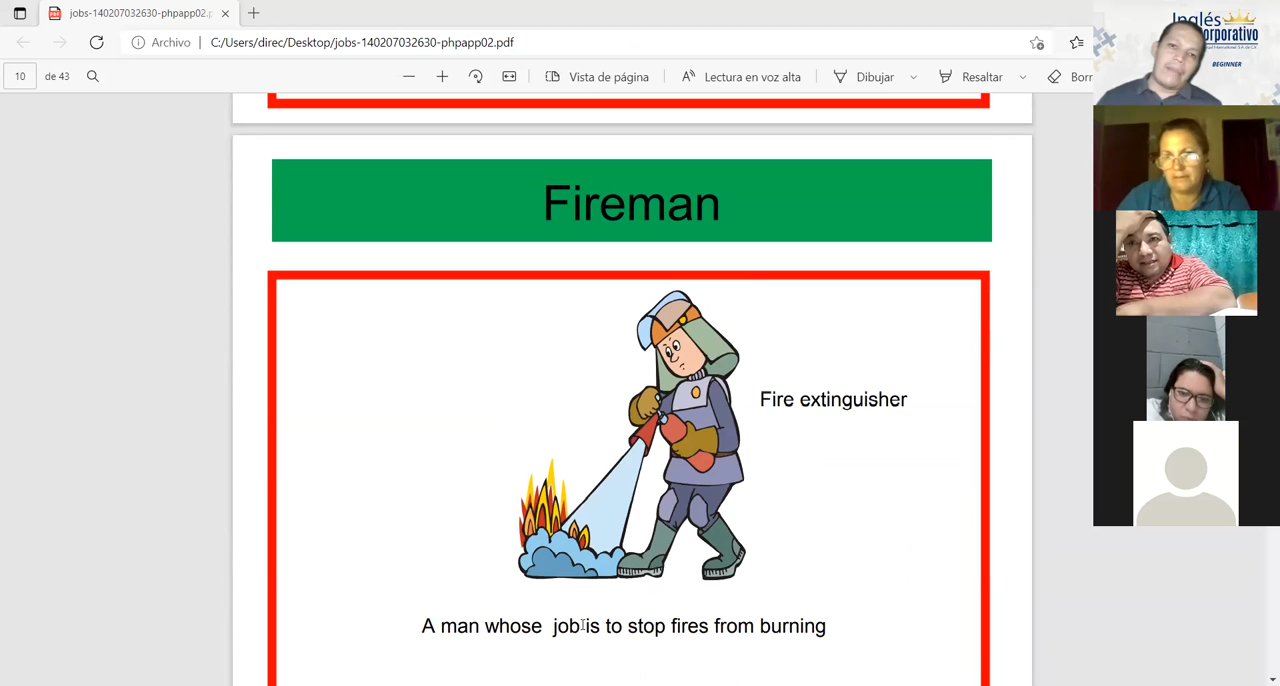 jobs-140207032630-phpapp02.p
Archivo
C:/Users/direc/Desktop/jobs-140207032630-phpapp02.pdf
10
de 43
Vista de página
Lectura en voz alta
Dibujar
Resaltar
Borr
Inglés
orporativo
BEGINNER
Fireman
Fire extinguisher
A man whose job is to stop fires from burning